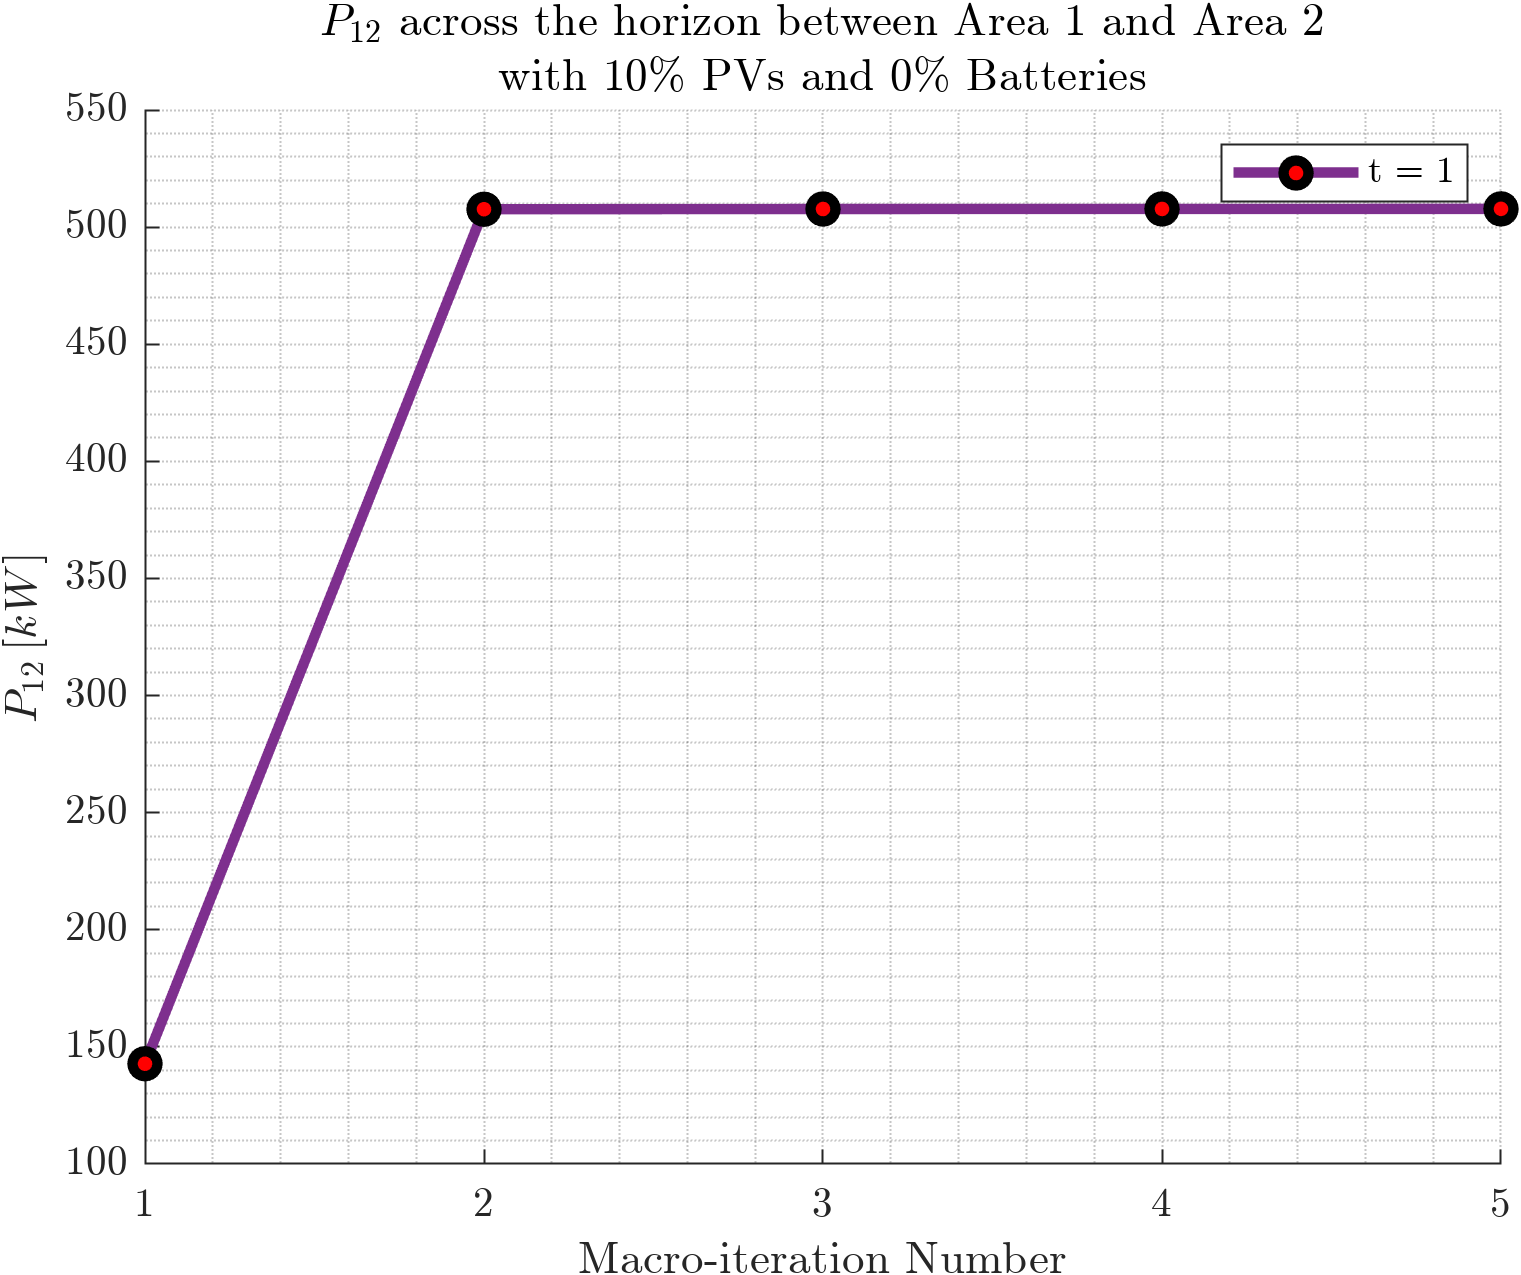 P12 across the horizon between Area 1 and Area 2
with 10% PVs and 0% Batteries
550
500
450
400
350
300
250
200
150
100
P12 [kW]
t = 1
1 2 3 4 5
Macro-iteration Number